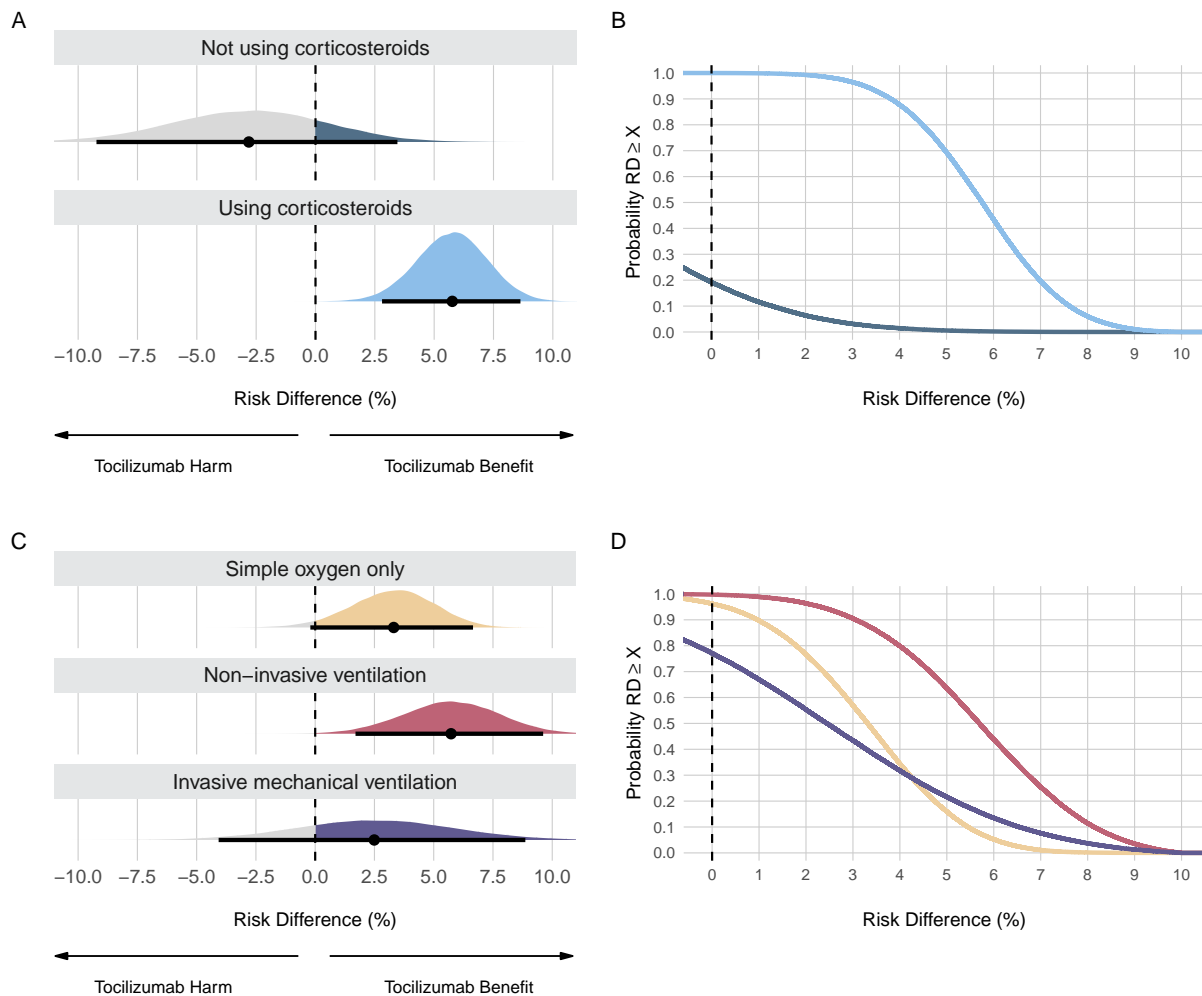 A
Not using corticosteroids
Using corticosteroids
−10.0 −7.5 −5.0 −2.5 0.0 2.5 5.0 7.5 10.0
Risk Difference (%)
Tocilizumab Harm Tocilizumab Benefit
B
Probability RD ≥ X
1.0
0.9
0.8
0.7
0.6
0.5
0.4
0.3
0.2
0.1
0.0
0 1 2 3 4 5 6 7 8 9 10
Risk Difference (%)
C
Simple oxygen only
Non−invasive ventilation
Invasive mechanical ventilation
−10.0 −7.5 −5.0 −2.5 0.0 2.5 5.0 7.5 10.0
Risk Difference (%)
Tocilizumab Harm Tocilizumab Benefit
D
Probability RD ≥ X
1.0
0.9
0.8
0.7
0.6
0.5
0.4
0.3
0.2
0.1
0.0
0 1 2 3 4 5 6 7 8 9 10
Risk Difference (%)